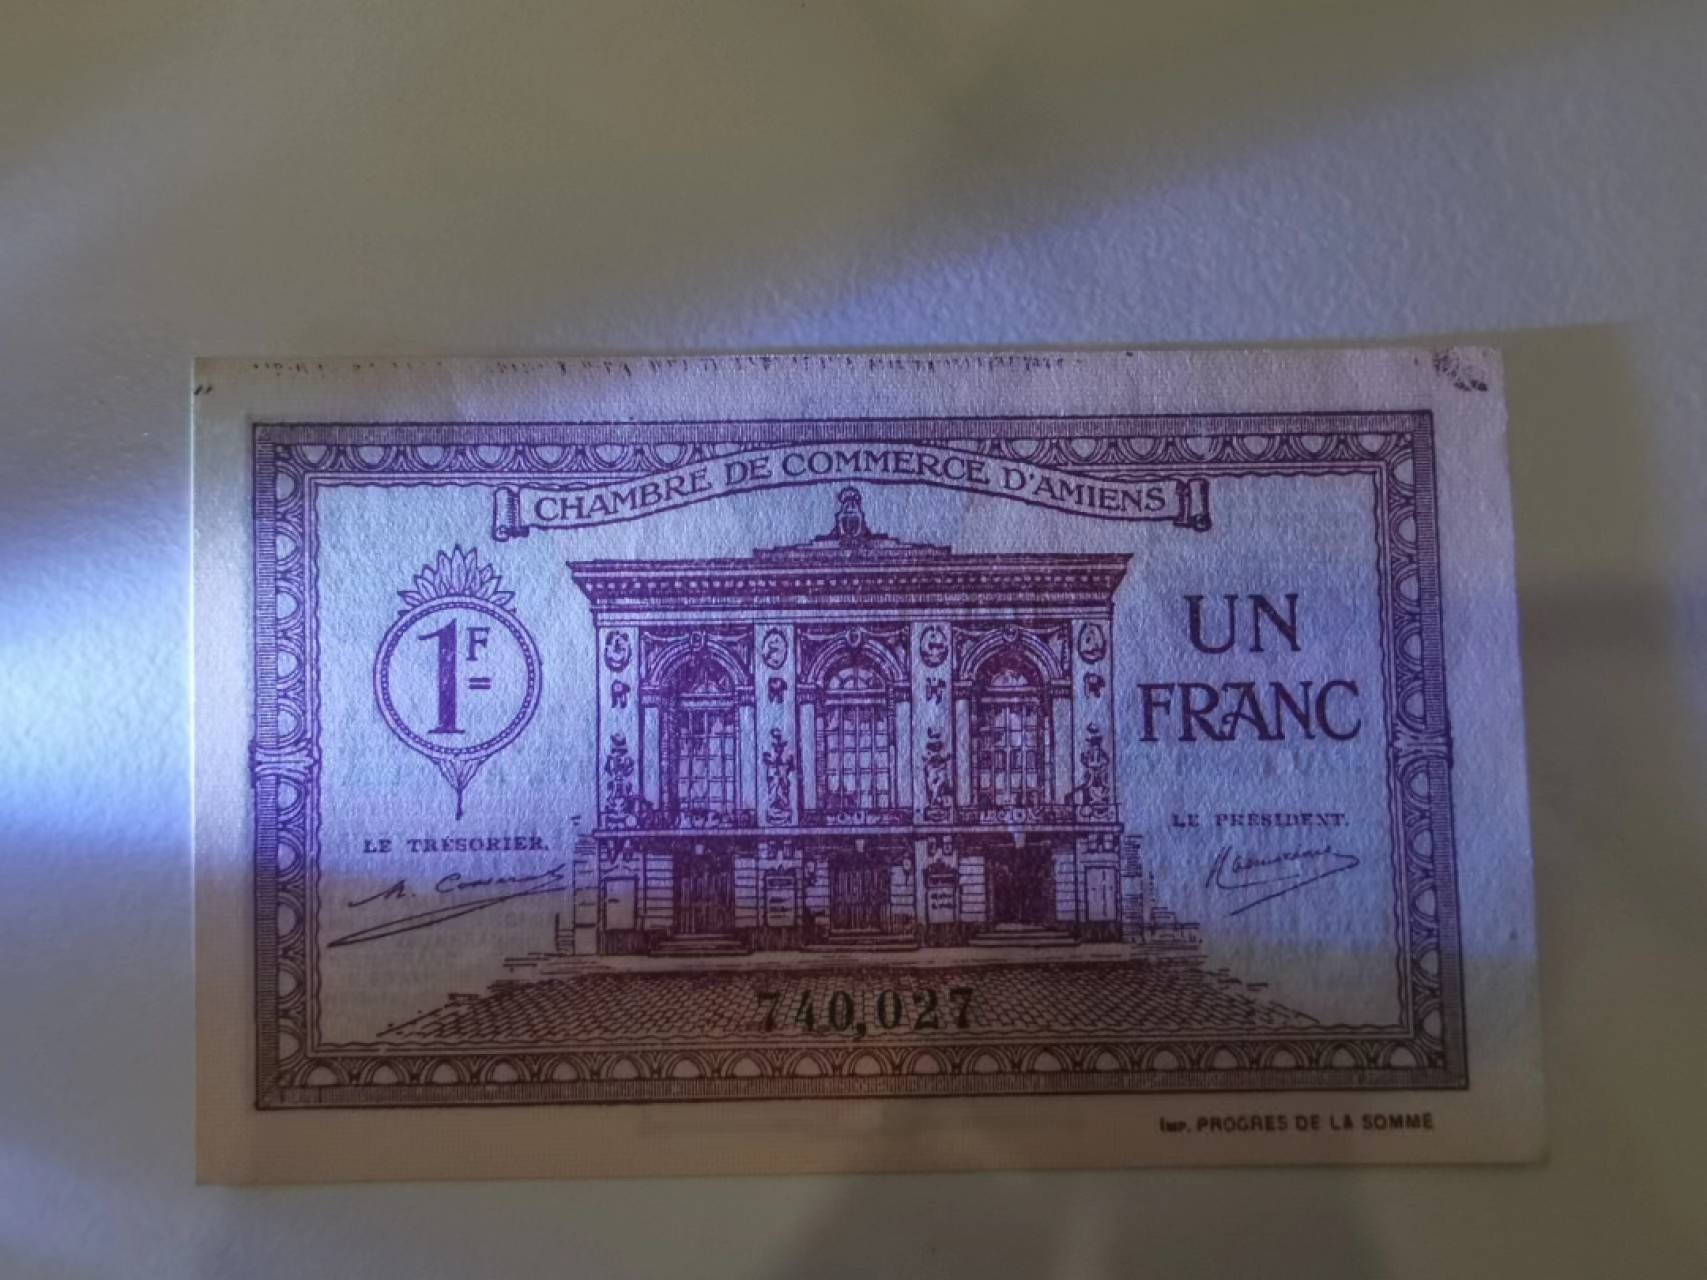 CHAMBRE DE COMMERCE D'AMIENS
1F
UN
FRANC
LE TRÉSORIER.
LE PRÉSIDENT.
740,027
IMP. PROGRES DE LA SOMME